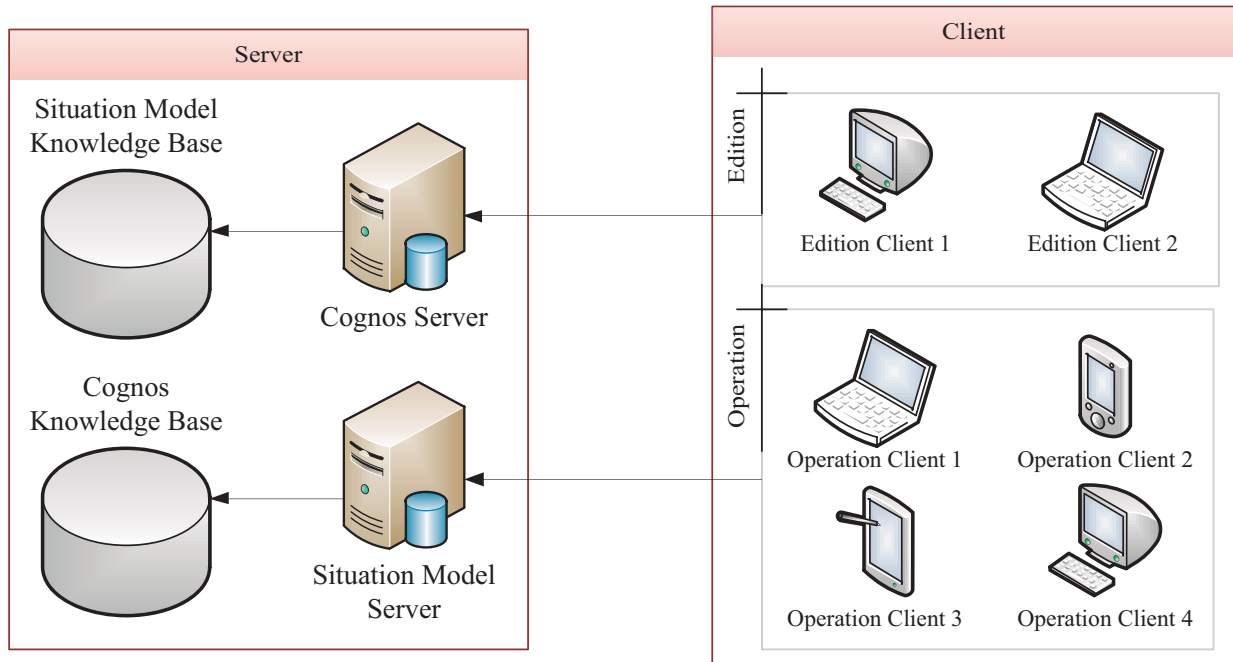 Server
Situation Model
Knowledge Base
Cognos Server
Cognos
Knowledge Base
Situation Model
Server
Client
Edition
Edition Client 1
Edition Client 2
Operation
Operation Client 1
Operation Client 2
Operation Client 3
Operation Client 4